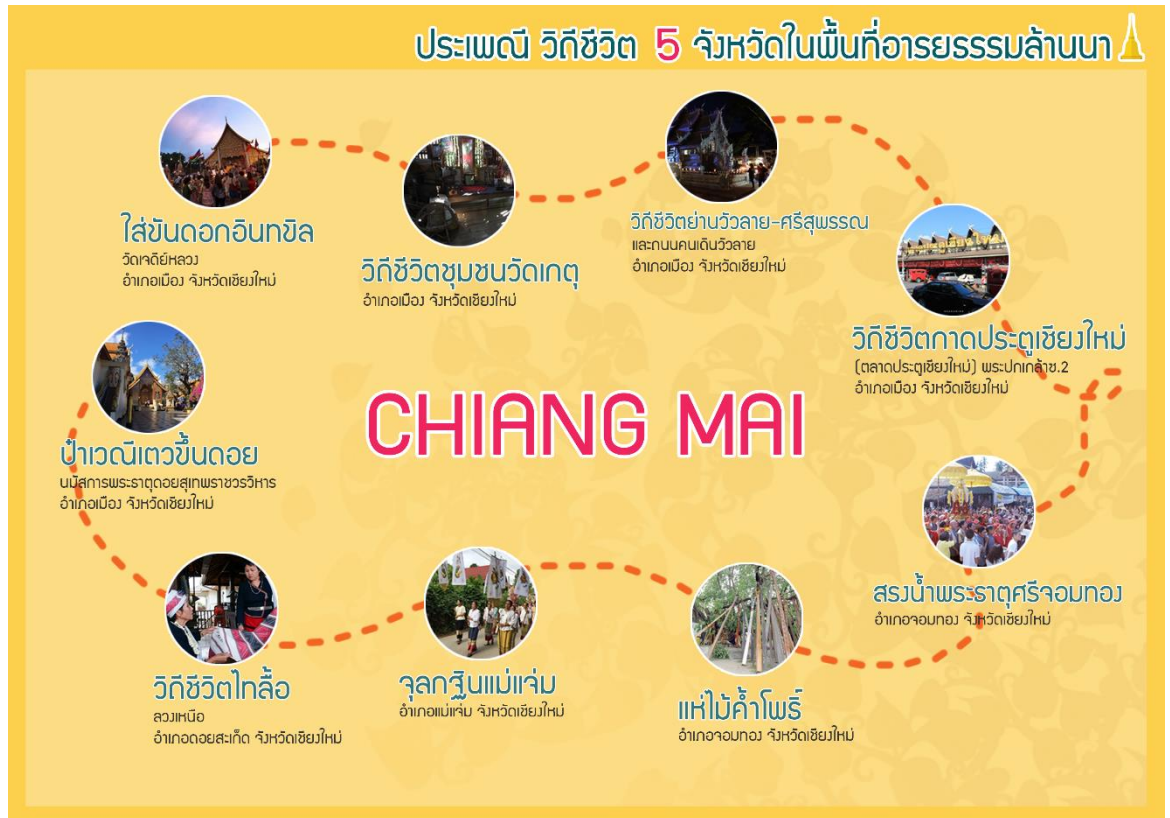 ประเพณี วิถีชีวิต 5 จังหวัดในพื้นที่อารยธรรมล้านนา
ใส่ขันดอกอินทขิล
วัดเจดีย์หลวง
อำเภอเมือง จังหวัดเชียงใหม่
วิถีชีวิตชุมชนวัดเกตุ
อำเภอเมือง จังหวัดเชียงใหม่
วิถีชีวิตย่านวัวลาย-ศรีสุพรรณ
และถนนคนเดินวัวลาย
อำเภอเมือง จังหวัดเชียงใหม่
วิถีชีวิตกาดประตูเชียงใหม่
(ตลาดประตูเชียงใหม่) พระปกเกล้าซ.2
อำเภอเมือง จังหวัดเชียงใหม่
CHIANG MAI
ป๋าเวณีเตวขึ้นดอย
นมัสการพระธาตุดอยสุเทพราชวรวิหาร
อำเภอเมือง จังหวัดเชียงใหม่
สรงน้ำพระธาตุศรีจอมทอง
อำเภอจอมทอง จังหวัดเชียงใหม่
วิถีชีวิตไทลื้อ
ลวงเหนือ
อำเภอดอยสะเก็ด จังหวัดเชียงใหม่
จุลกฐินแม่แจ่ม
อำเภอแม่แจ่ม จังหวัดเชียงใหม่
แห่ไม้ค้ำโพธิ์
อำเภอจอมทอง จังหวัดเชียงใหม่